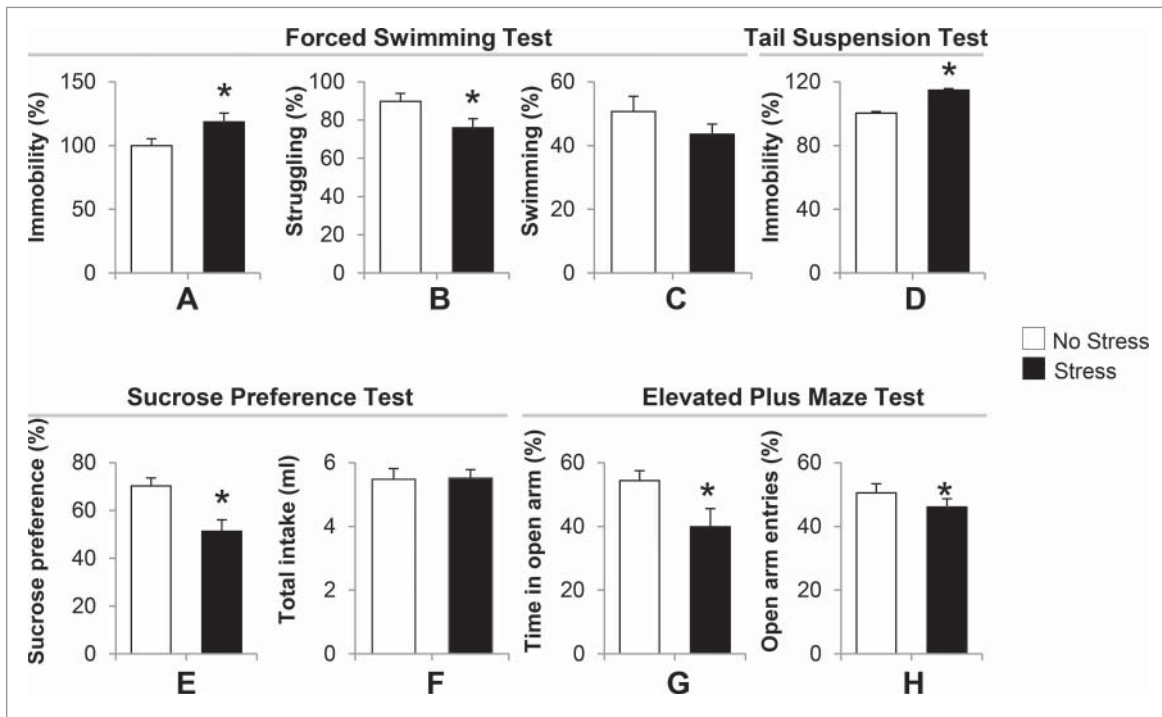 Forced Swimming Test
Tail Suspension Test
Immobility (%)
150
100
50
0
*
A
Struggling (%)
100
80
60
40
20
0
*
B
Swimming (%)
60
40
20
0
C
Immobility (%)
120
80
40
0
*
D
No Stress
Stress
Sucrose Preference Test
Elevated Plus Maze Test
Sucrose preference (%)
80
60
40
20
0
*
E
Total intake (ml)
6
4
2
0
F
Time in open arm (%)
60
40
20
0
*
G
Open arm entries (%)
60
40
20
0
*
H